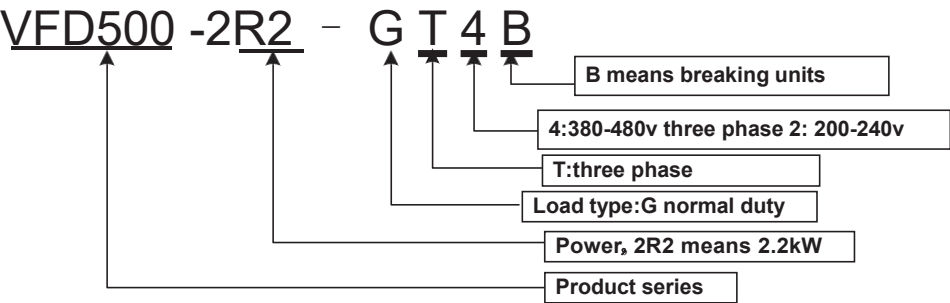 VFD500 -2R2 - G T 4 B
B means breaking units
4:380-480v three phase 2: 200-240v
T:three phase
Load type:G normal duty
Power, 2R2 means 2.2kW
Product series